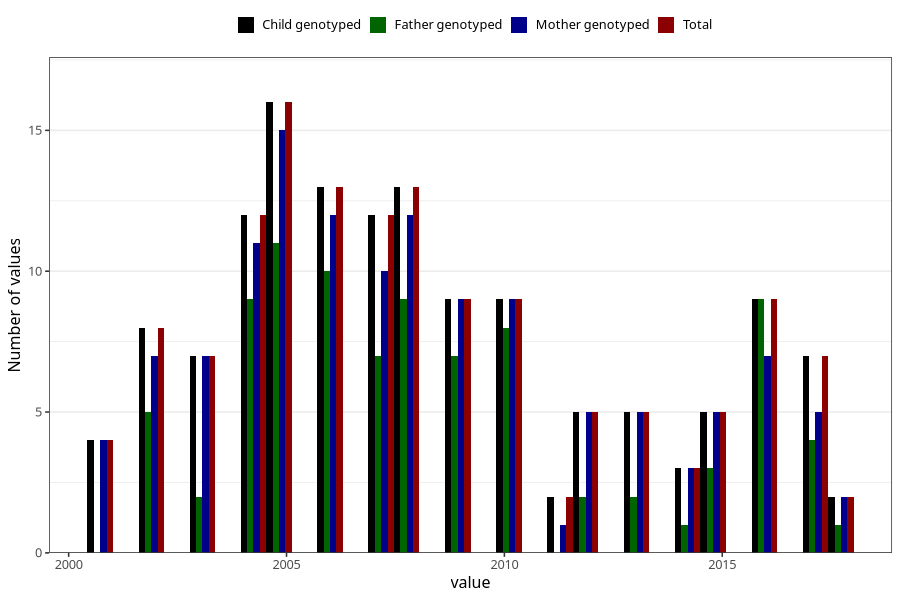 Child genotyped Father genotyped Mother genotyped Total
Number of values
15
10
5
0
2000 2005 2010 2015
value